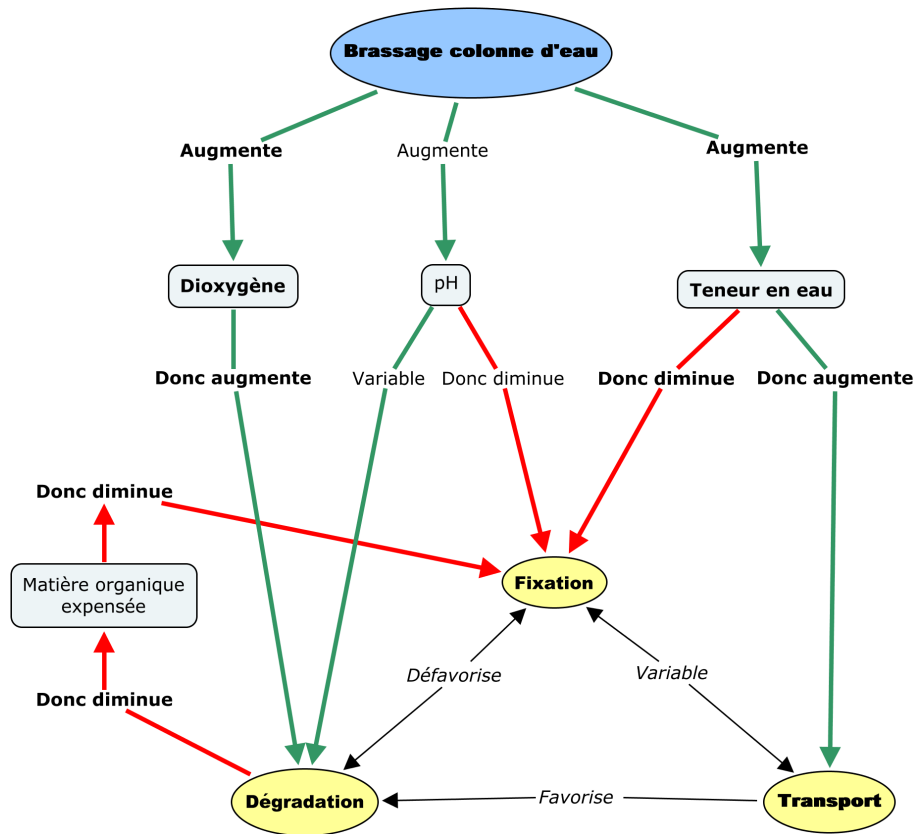 Brassage colonne d'eau
Augmente
Augmente
Augmente
Dioxygène
pH
Teneur en eau
Donc augmente
Variable
Donc diminue
Donc diminue
Donc augmente
Donc diminue
Matière organique
expensée
Fixation
Défavorise
Variable
Donc diminue
Dégradation
Favorise
Transport